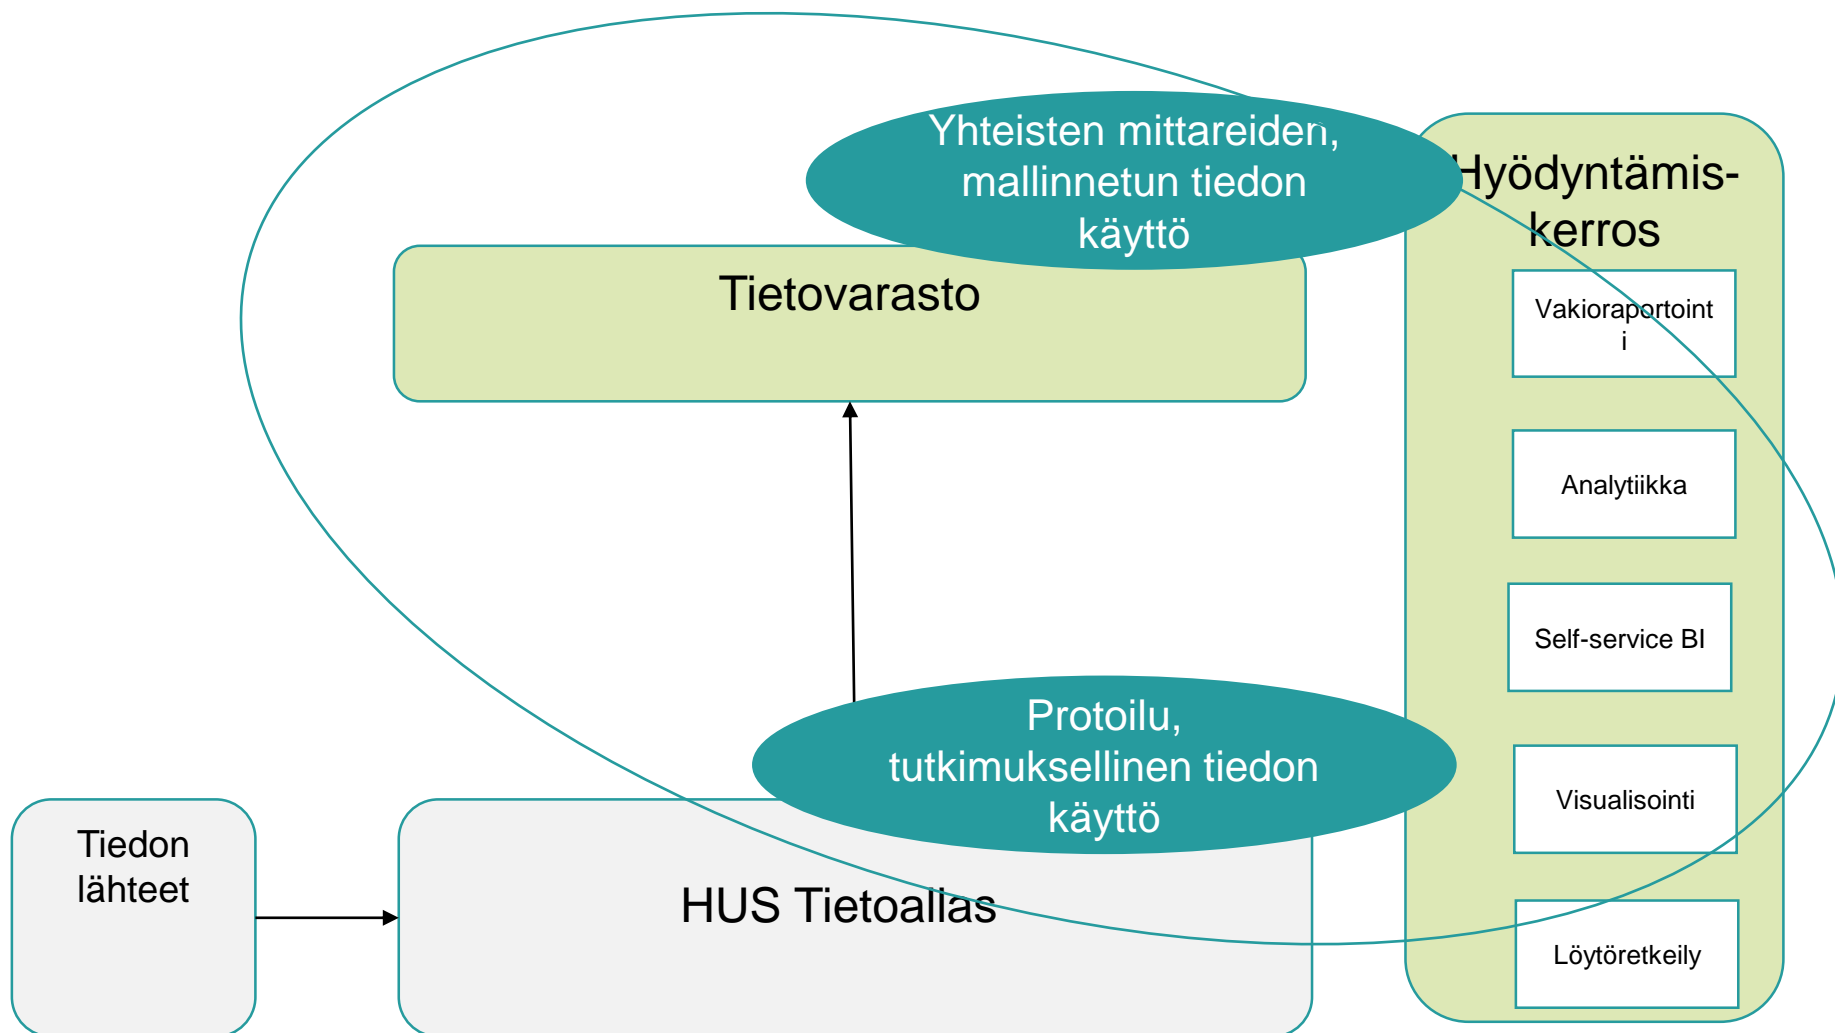 Yhteisten mittareiden,
mallinnetun tiedon
käyttö
Hyödyntämis-
kerros
Tietovarasto
Vakioraportoint
i
Analytiikka
Self-service BI
Protoilu,
tutkimuksellinen tiedon
käyttö
Visualisointi
Tiedon
lähteet
HUS Tietoallas
Löytöretkeily